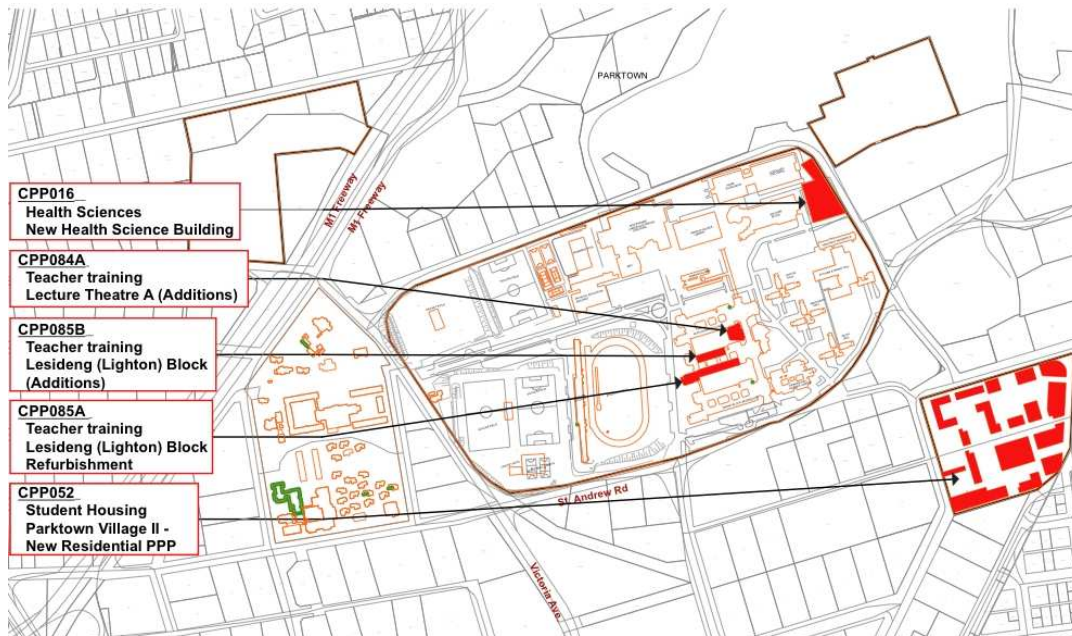 PARKTOWN
M1 Freeway
M1 Freeway
CPP016
Health Sciences
New Health Science Building
CPP084A
Teacher training
Lecture Theatre A (Additions)
CPP085B
Teacher training
Lesideng (Lighton) Block
(Additions)
CPP085A
Teacher training
Lesideng (Lighton) Block
Refurbishment
CPP052
Student Housing
Parktown Village II -
New Residential PPP
St. Andrew Rd
Victoria Ave